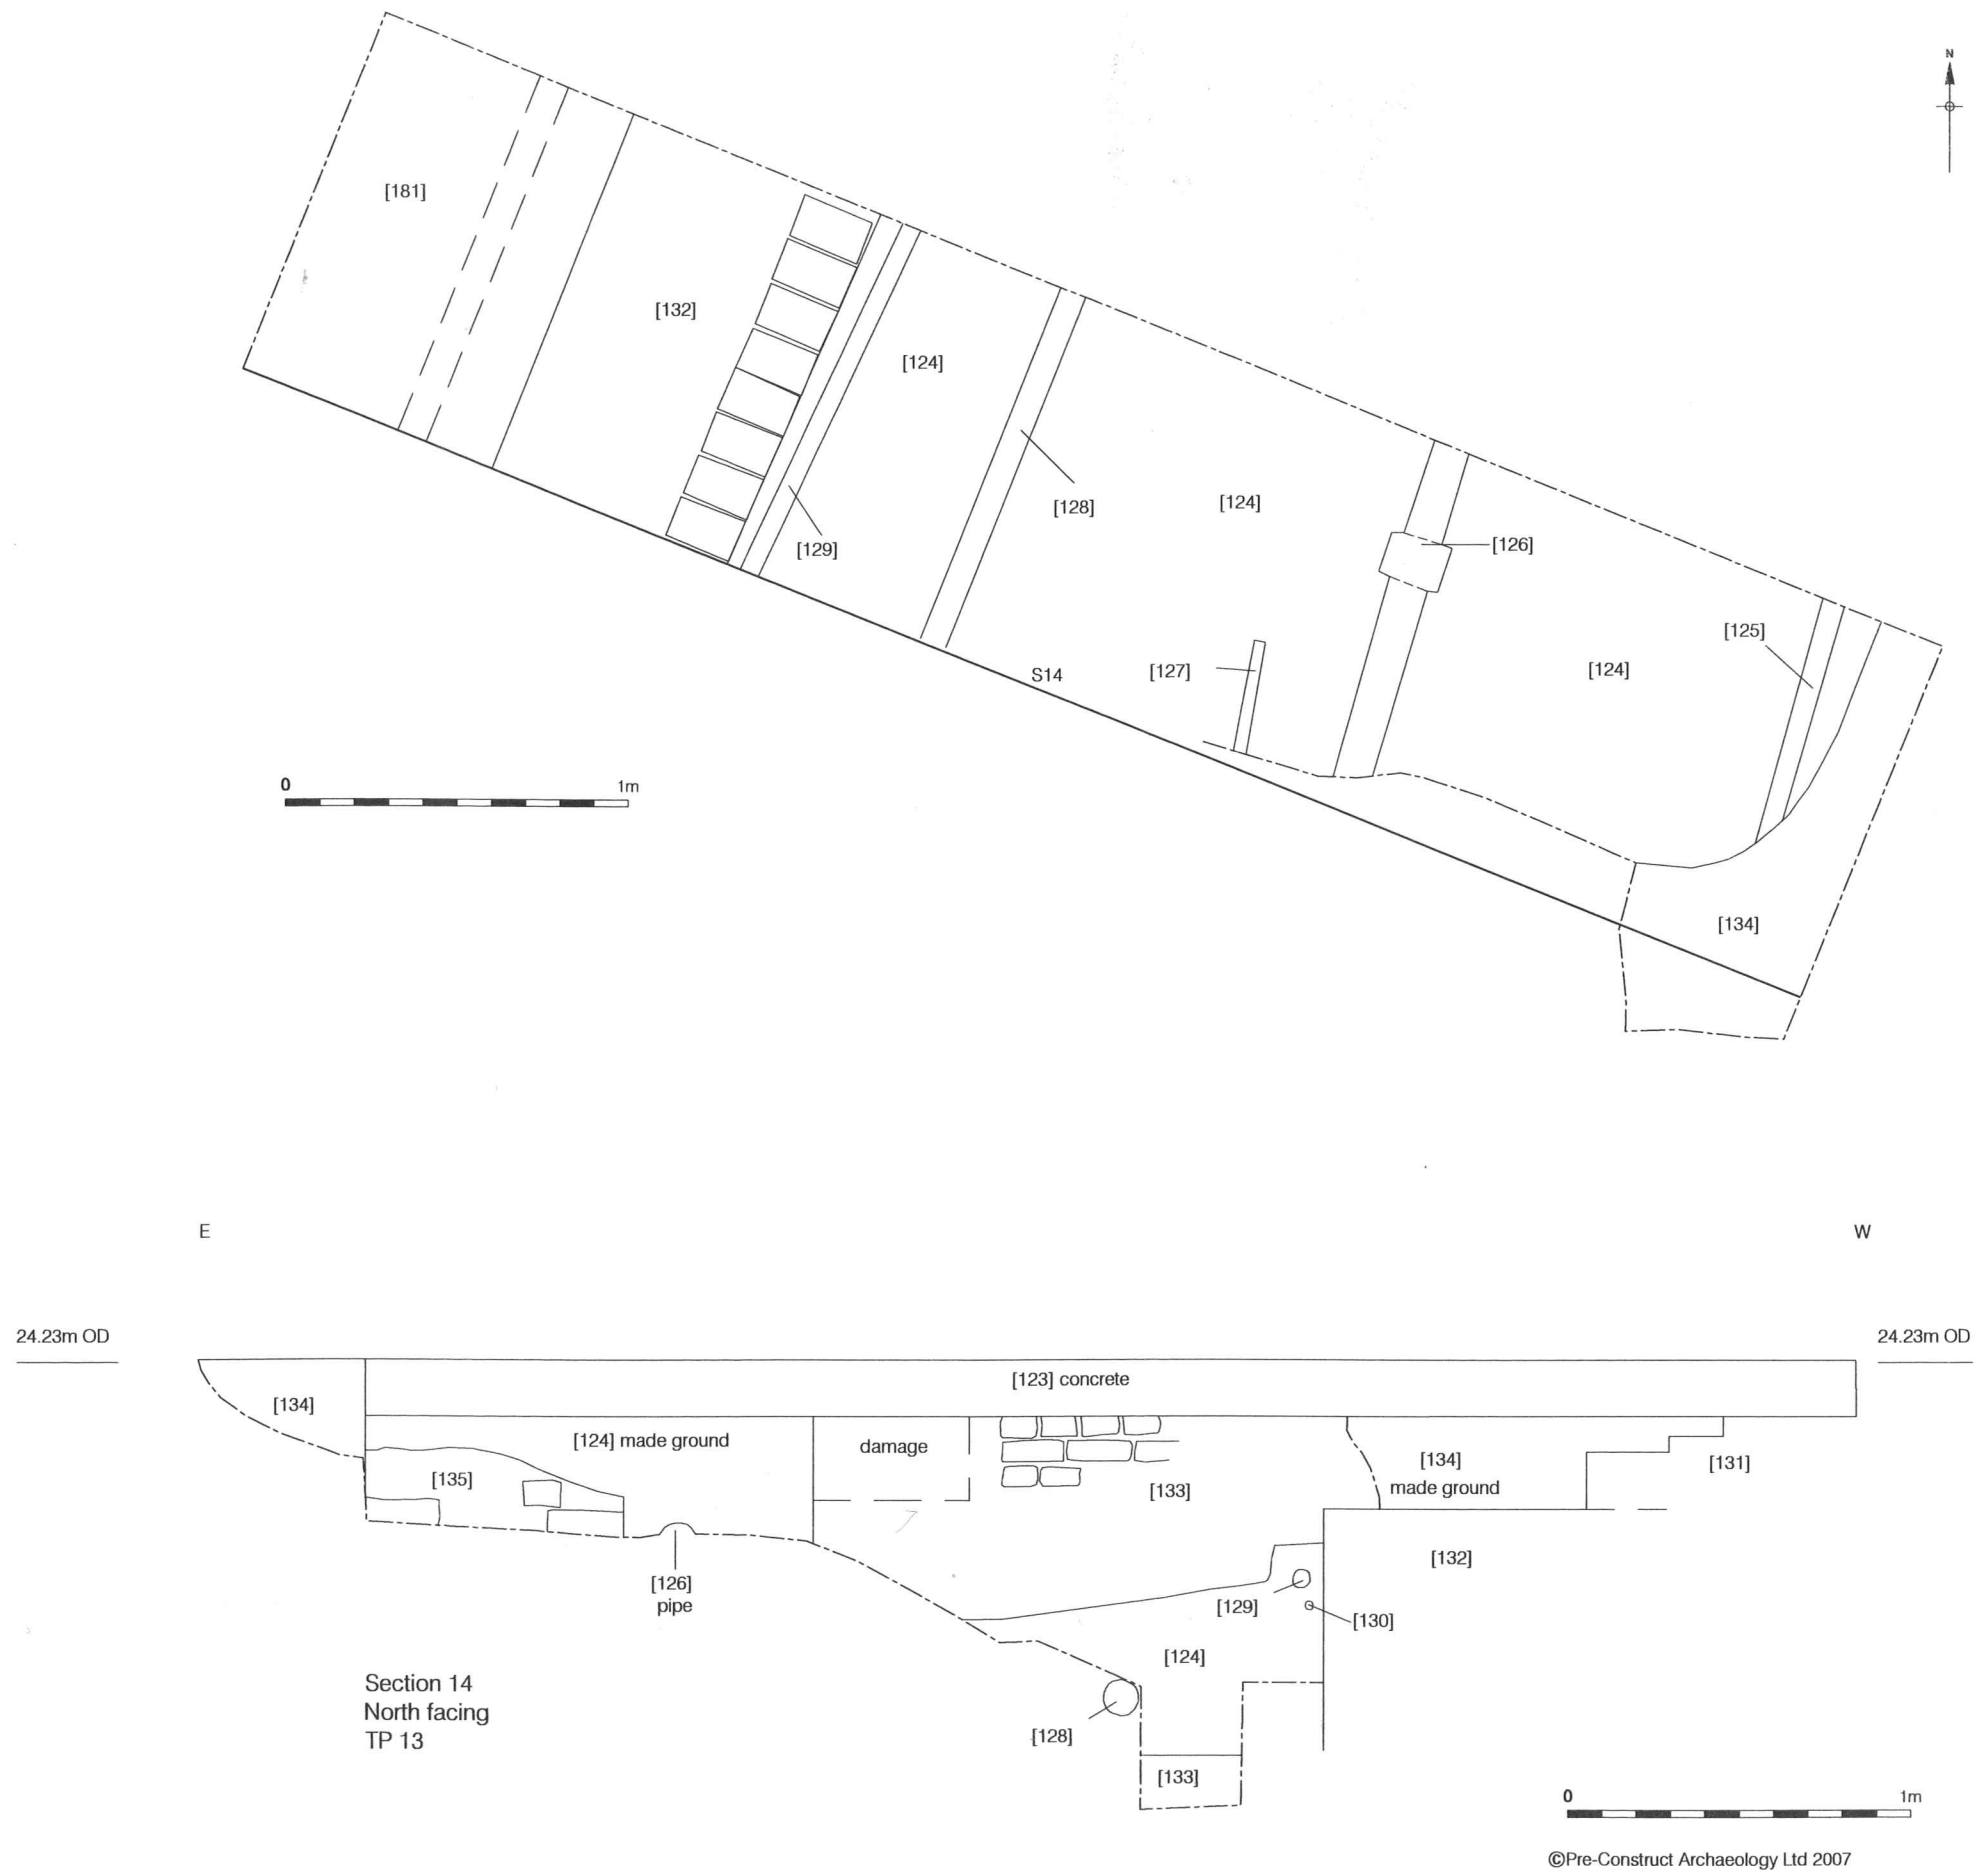 N
[181]
[132]
[124]
[128]
[124]
[129]
[126]
[125]
S14
[127]
[124]
0 1m
[134]
E W
24.23m OD 24.23m OD
[123] concrete
[134]
[124] made ground
damage
[134]
made ground
[131]
[135]
[133]
[132]
[126]
pipe
[129]
[130]
[124]
Section 14
North facing
TP 13
[128]
[133]
0 1m
©Pre-Construct Archaeology Ltd 2007